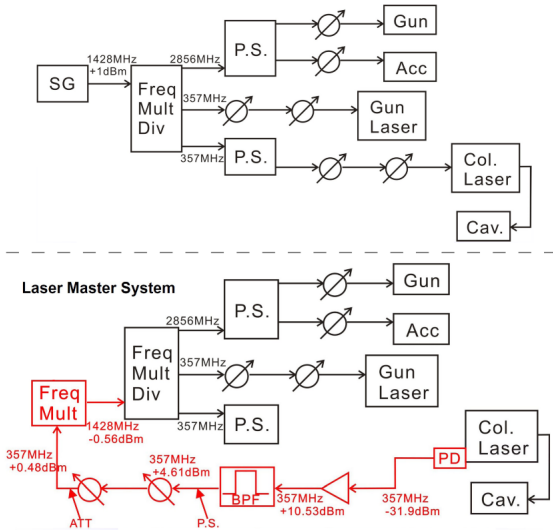 Gun
P.S.
1428MHz
+1dBm
2856MHz
SG
Freq
Mult
Div
Acc
357MHz
Gun
Laser
357MHz
P.S.
Col.
Laser
Cav.
Laser Master System
Gun
P.S.
2856MHz
Acc
Freq
Mult
Div
357MHz
Gun
Laser
Freq
Mult
1428MHz
-0.56dBm
357MHz
P.S.
Col.
Laser
PD
357MHz
+0.48dBm
357MHz
+4.61dBm
BPF
357MHz
+10.53dBm
357MHz
-31.9dBm
Cav.
ATT
P.S.